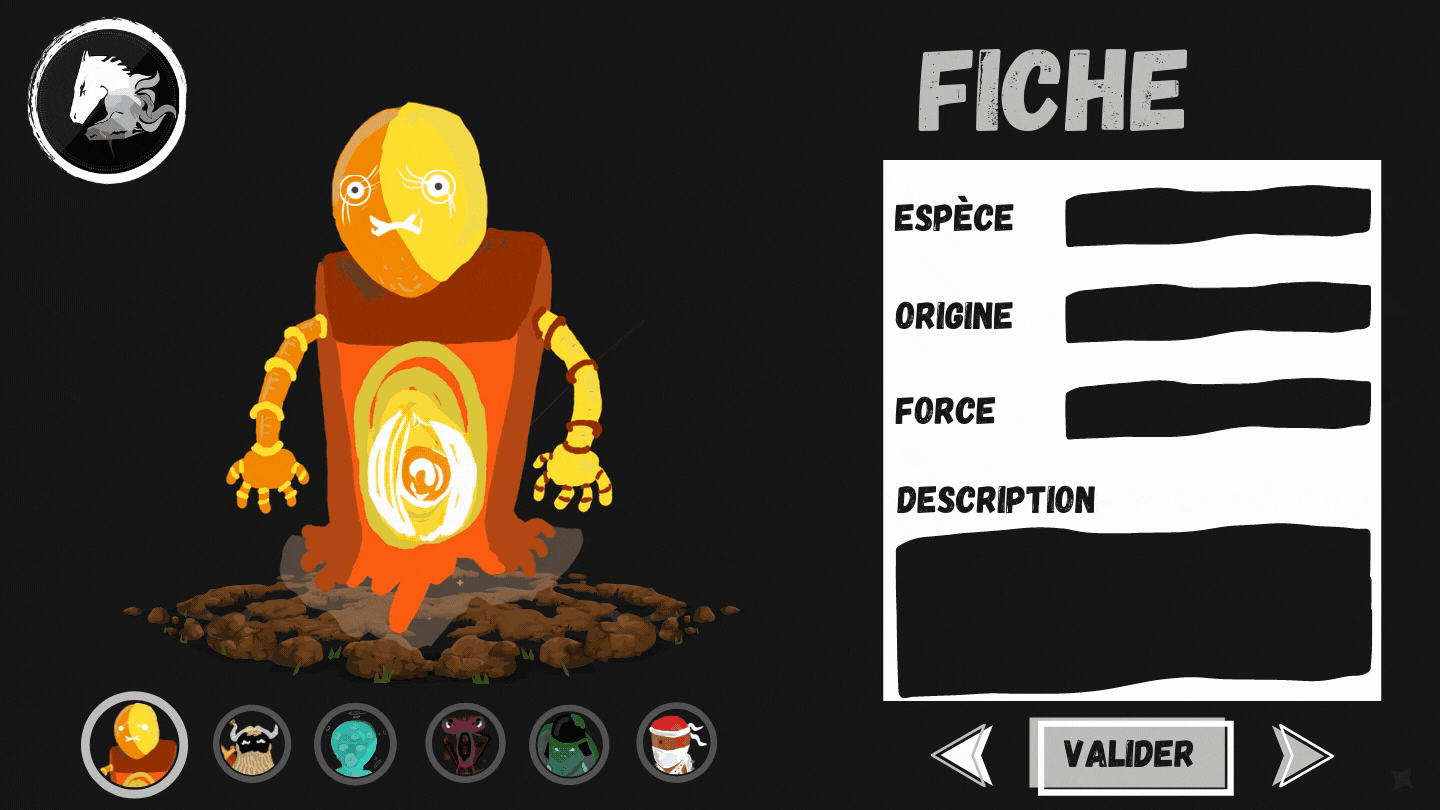 FICHE
ESPÈCE
ORIGINE
FORCE
DESCRIPTION
VALIDER